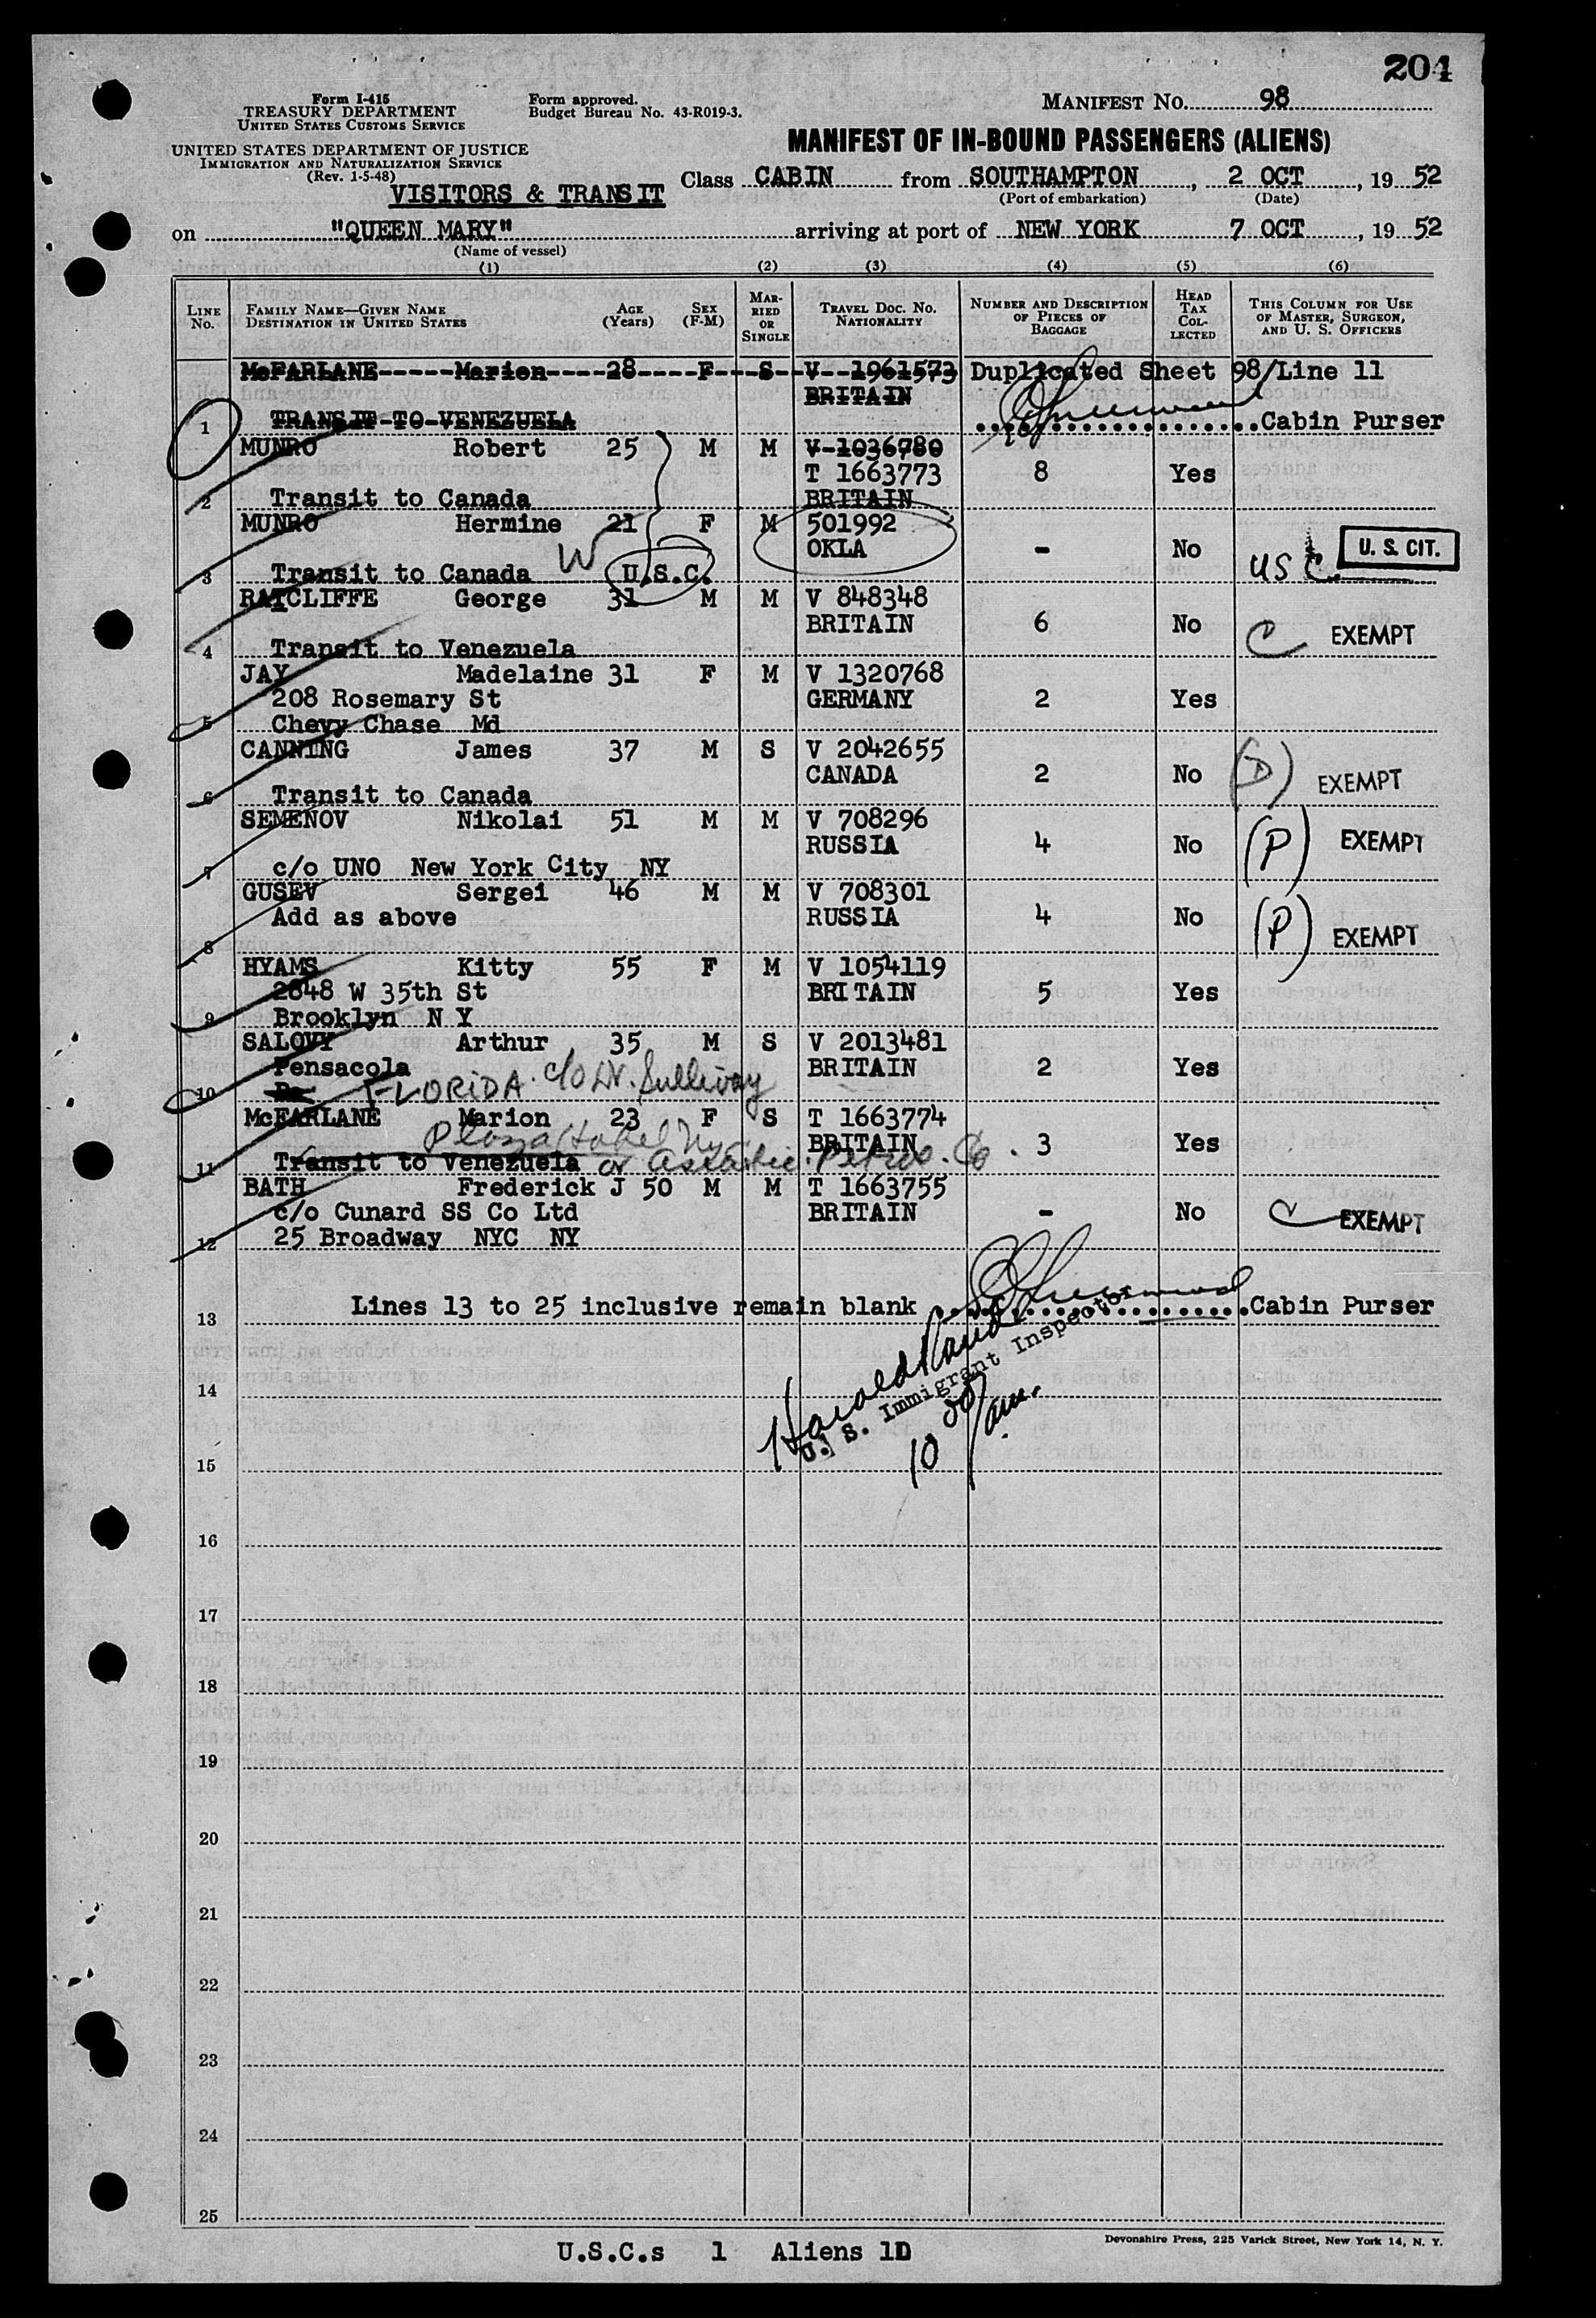 204
Form I-415
TREASURY DEPARTMENT
UNITED STATES CUSTOMS SERVICE
UNITED STATES DEPARTMENT OF JUSTICE
IMMIGRATION AND NATURALIZATION SERVICE
(Rev. 1-5-48)
Form approved.
Budget Bureau No. 43-R019-3.
MANIFEST NO. 98
MANIFEST OF IN-BOUND PASSENGERS (ALIENS)
VISITORS & TRANSIT
Class CABIN from SOUTHAMPTON, 2 OCT, 19 52
(Port of embarkation) (Date)
on "QUEEN MARY" arriving at port of NEW YORK 7 OCT, 19 52
(Name of vessel)
(1) (2) (3) (4) (5) (6)
LINE No. FAMILY NAME—GIVEN NAME DESTINATION IN UNITED STATES AGE (Years) SEX (F-M) MARRIED OR SINGLE TRAVEL DOC. NO. NATIONALITY NUMBER AND DESCRIPTION OF PIECES OF BAGGAGE HEAD TAX COLLECTED THIS COLUMN FOR USE OF MASTER, SURGEON, AND U. S. OFFICERS
McFARLANE-----Marion----28----F---S--V--1961573 Duplicated Sheet 98/Line 11
BRITAIN
1 TRANSIT-TO-VENEZUELA Cabin Purser
MUNRO Robert 25 M M V-1036780
T 1663773 8 Yes
2 Transit to Canada BRITAIN
MUNRO Hermine 21 F M 501992
OKLA - No U. S. CIT.
3 Transit to Canada W U.S.C. US C.
RATCLIFFE George 31 M M V 848348
BRITAIN 6 No C EXEMPT
4 Transit to Venezuela
JAY Madelaine 31 F M V 1320768
208 Rosemary St GERMANY 2 Yes
5 Chevy Chase Md
CANNING James 37 M S V 2042655
CANADA 2 No (D) EXEMPT
6 Transit to Canada
SEMENOV Nikolai 51 M M V 708296
RUSSIA 4 No (P) EXEMPT
7 c/o UNO New York City NY
GUSEV Sergei 46 M M V 708301
Add as above RUSSIA 4 No (P) EXEMPT
8
HYAMS Kitty 55 F M V 1054119
2848 W 35th St BRITAIN 5 Yes
9 Brooklyn N Y
SALOVY Arthur 35 M S V 2013481
Pensacola BRITAIN 2 Yes
10 FLORIDA. c/o Dr. Sullivan
McFARLANE Marion 23 F S T 1663774
Plaza Hotel NY BRITAIN 3 Yes
11 Transit to Venezuela or Asiatic Petrol. Co.
BATH Frederick J 50 M M T 1663755
c/o Cunard SS Co Ltd BRITAIN - No C EXEMPT
12 25 Broadway NYC NY
13 Lines 13 to 25 inclusive remain blank Cabin Purser
Harold
U. S. Immigrant Inspector
14
10 00/am.
15
16
17
18
19
20
21
22
23
24
25
U.S.C.s 1 Aliens 10
Devonshire Press, 225 Varick Street, New York 14, N. Y.